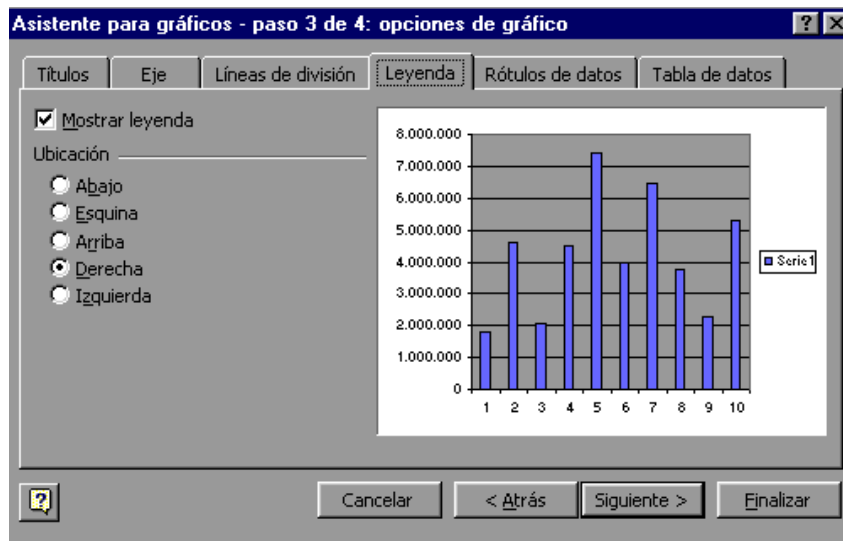 Asistente para gráficos - paso 3 de 4: opciones de gráfico
Títulos Eje Líneas de división Leyenda Rótulos de datos Tabla de datos
Mostrar leyenda
Ubicación
Abajo
Esquina
Arriba
Derecha
Izquierda
8.000.000
7.000.000
6.000.000
5.000.000
4.000.000
3.000.000
2.000.000
1.000.000
0
1 2 3 4 5 6 7 8 9 10
Serie1
Cancelar < Atrás Siguiente > Finalizar